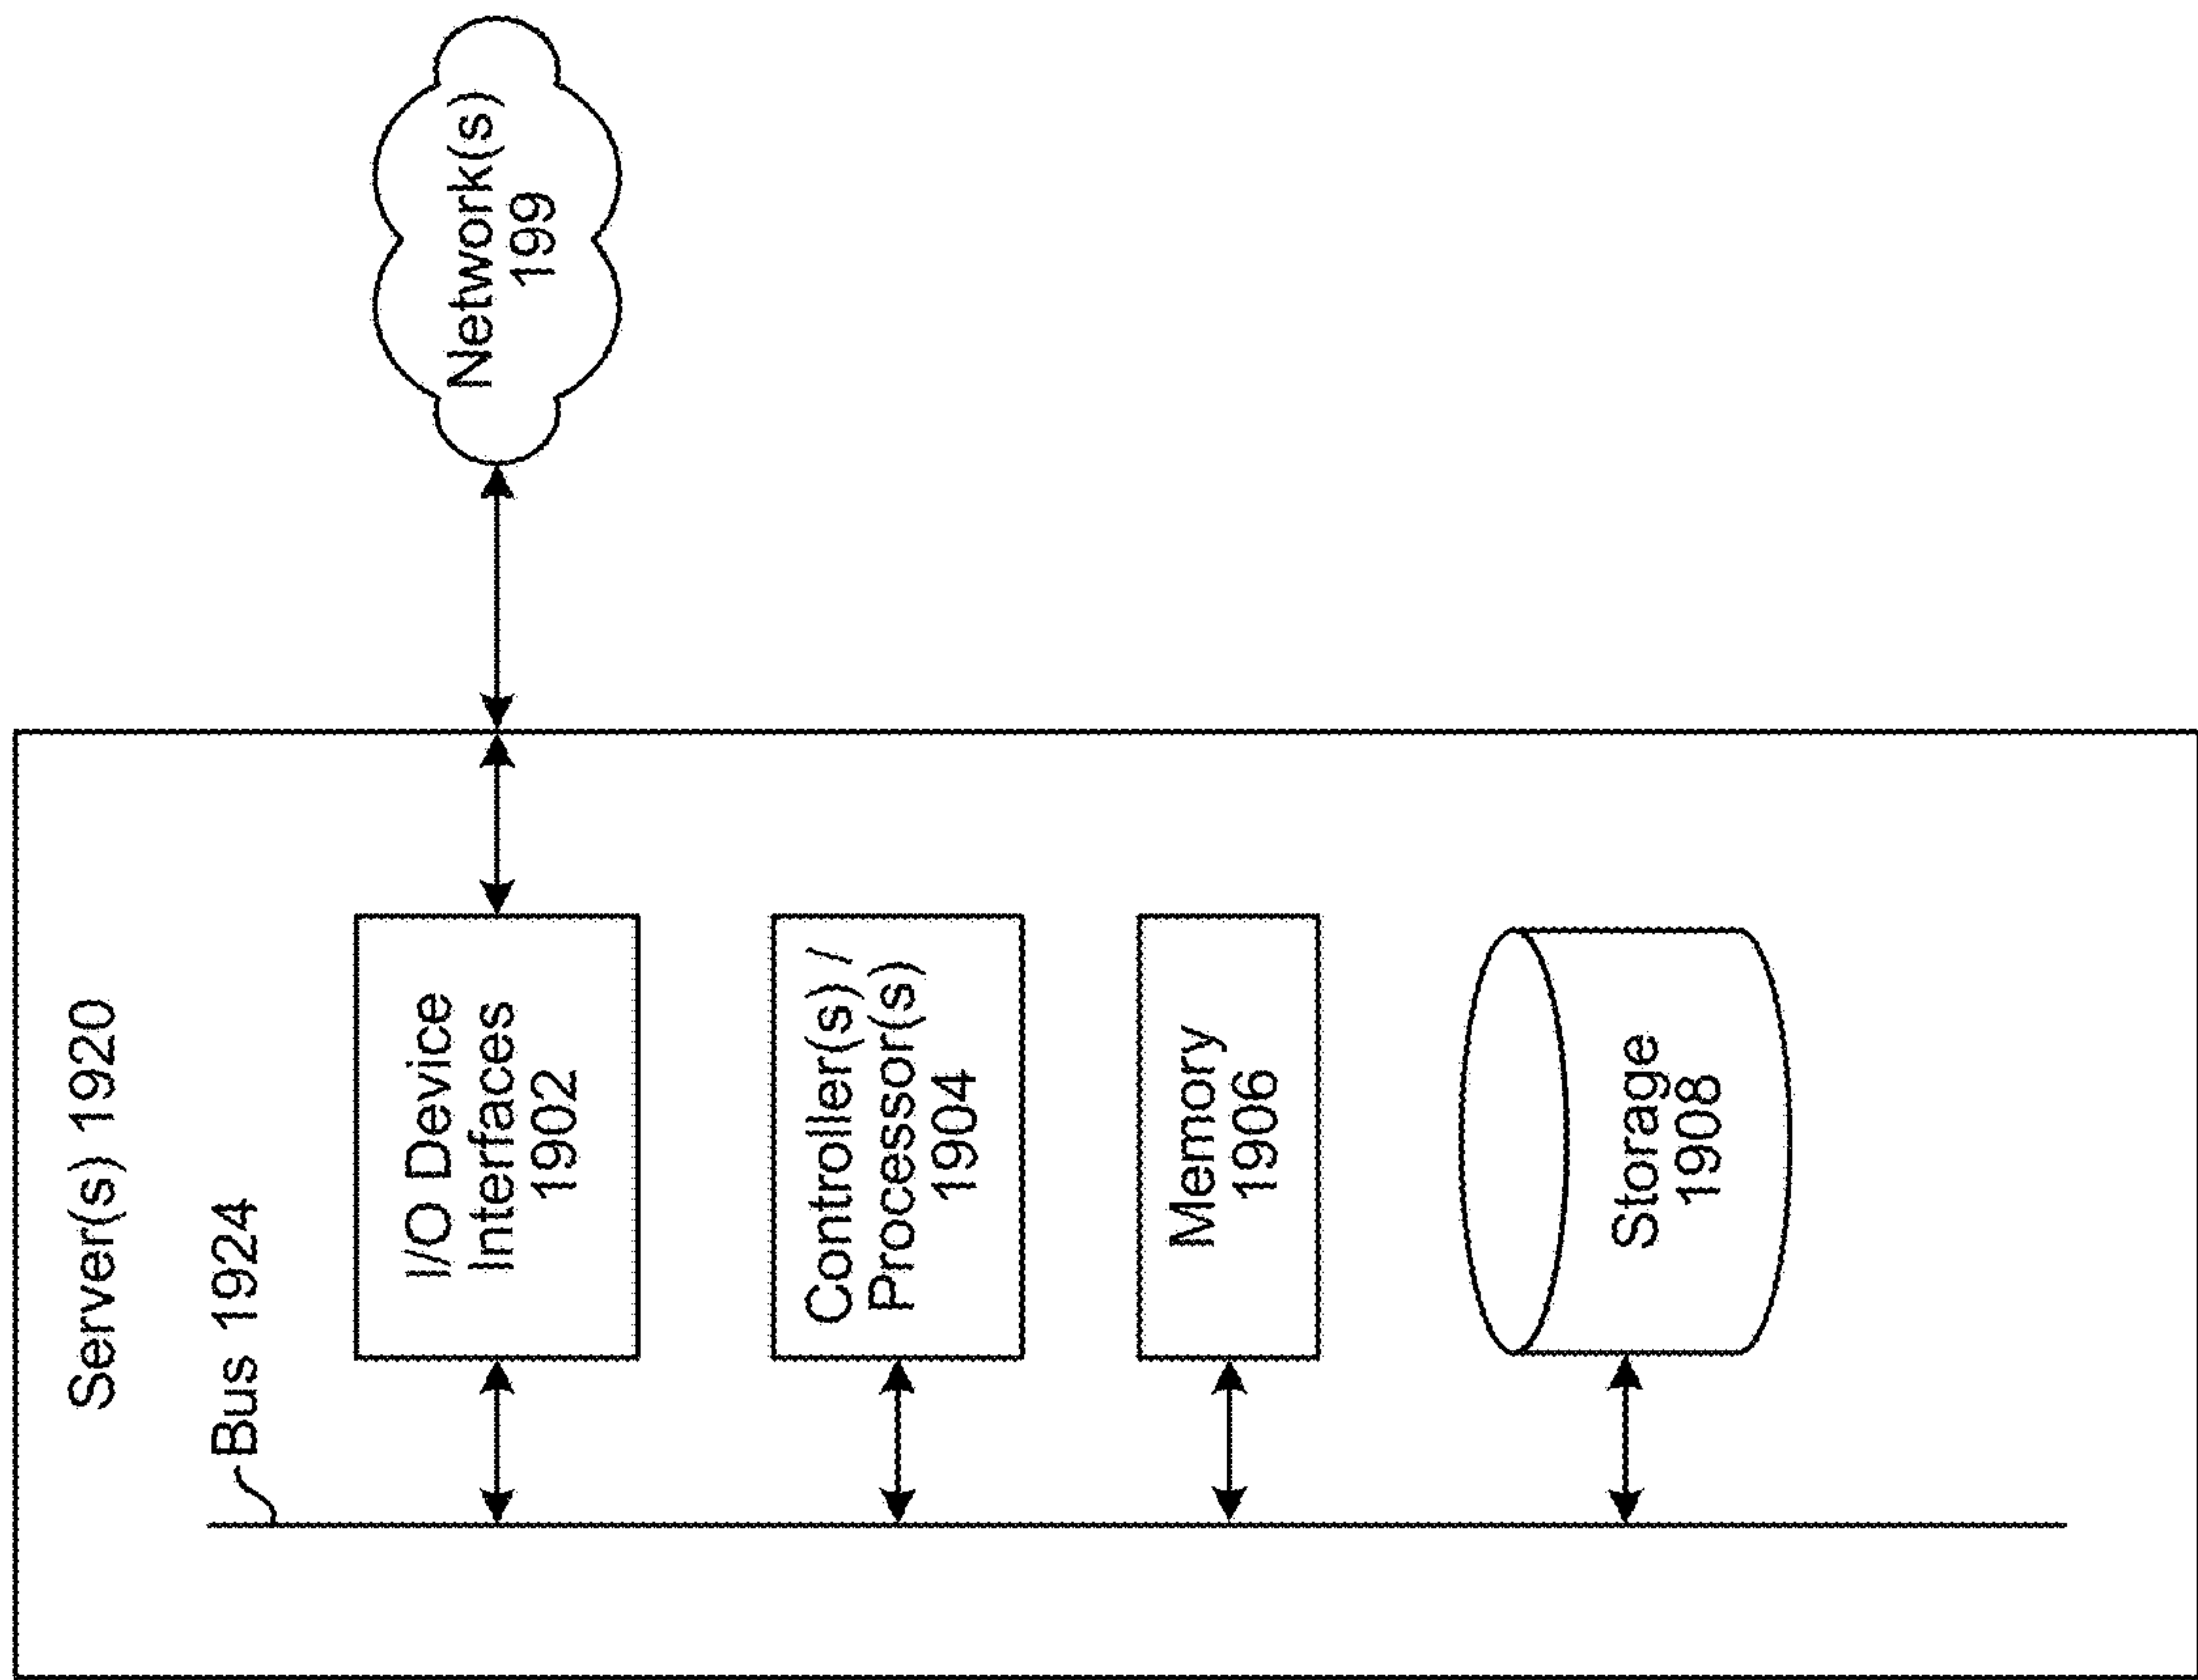 Server(s) 1920
Bus 1924
I/O Device
Interfaces
1902
Network(s)
199
Controller(s) /
Processor(s)
1904
Memory
1906
Storage
1908